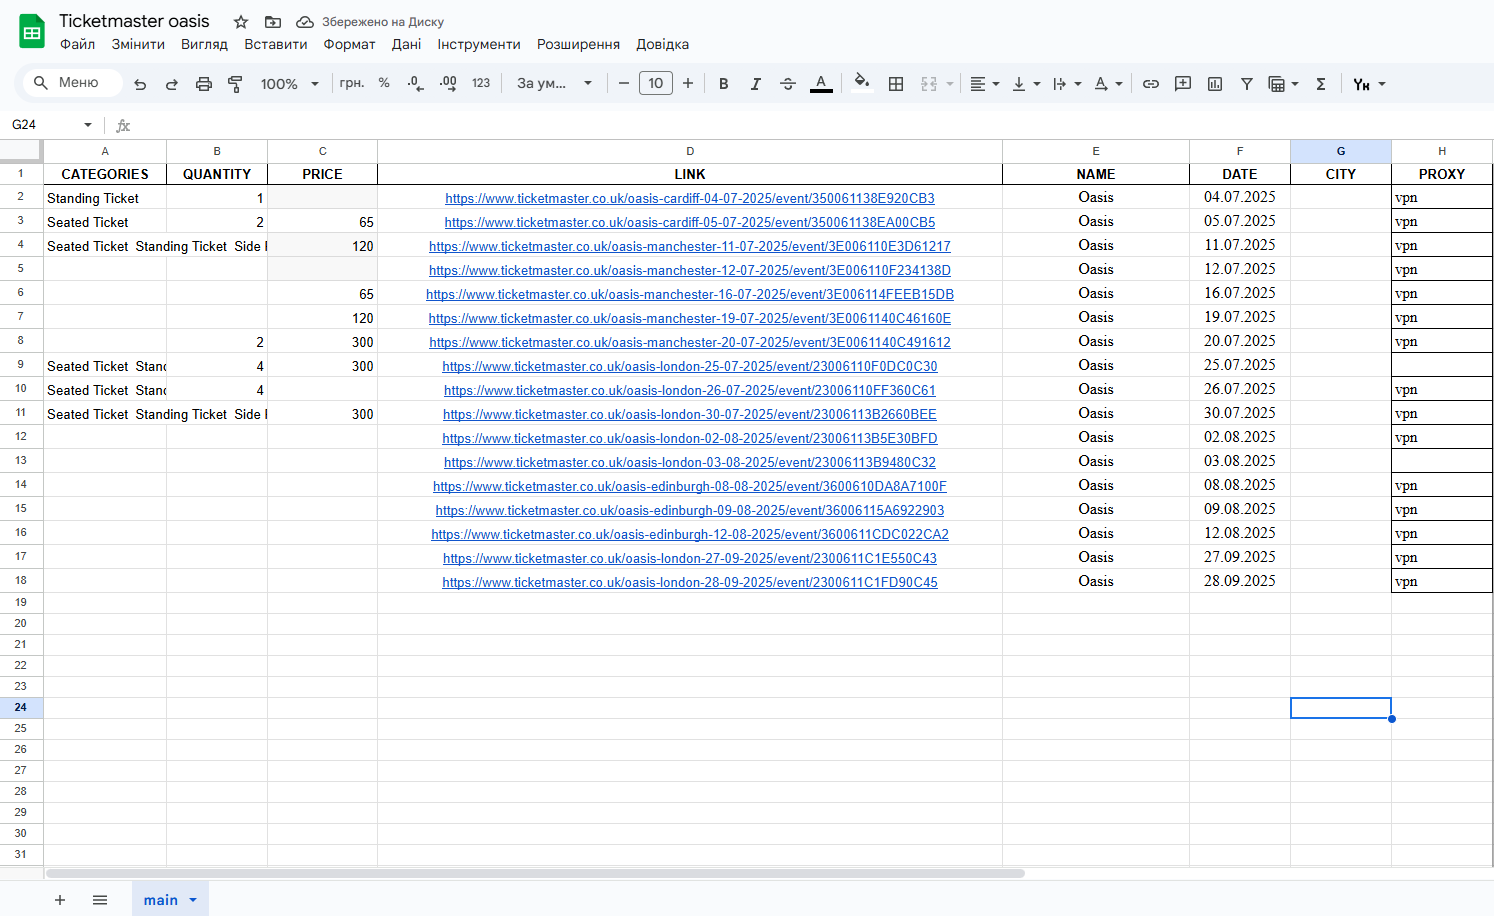 Ticketmaster oasis Збережено на Диску
Файл Змінити Вигляд Вставити Формат Дані Інструменти Розширення Довідка
Меню 100% грн. % .0 .00 123 За ум... − 10 + B I A Σ
G24 fx
A B C D E F G H
1 CATEGORIES QUANTITY PRICE LINK NAME DATE CITY PROXY
2 Standing Ticket 1 https://www.ticketmaster.co.uk/oasis-cardiff-04-07-2025/event/350061138E920CB3 Oasis 04.07.2025 vpn
3 Seated Ticket 2 65 https://www.ticketmaster.co.uk/oasis-cardiff-05-07-2025/event/350061138EA00CB5 Oasis 05.07.2025 vpn
4 Seated Ticket Standing Ticket Side 120 https://www.ticketmaster.co.uk/oasis-manchester-11-07-2025/event/3E006110E3D61217 Oasis 11.07.2025 vpn
5 https://www.ticketmaster.co.uk/oasis-manchester-12-07-2025/event/3E006110F234138D Oasis 12.07.2025 vpn
6 65 https://www.ticketmaster.co.uk/oasis-manchester-16-07-2025/event/3E006114FEEB15DB Oasis 16.07.2025 vpn
7 120 https://www.ticketmaster.co.uk/oasis-manchester-19-07-2025/event/3E0061140C46160E Oasis 19.07.2025 vpn
8 2 300 https://www.ticketmaster.co.uk/oasis-manchester-20-07-2025/event/3E0061140C491612 Oasis 20.07.2025 vpn
9 Seated Ticket Stand 4 300 https://www.ticketmaster.co.uk/oasis-london-25-07-2025/event/23006110F0DC0C30 Oasis 25.07.2025
10 Seated Ticket Stand 4 https://www.ticketmaster.co.uk/oasis-london-26-07-2025/event/23006110FF360C61 Oasis 26.07.2025 vpn
11 Seated Ticket Standing Ticket Side 300 https://www.ticketmaster.co.uk/oasis-london-30-07-2025/event/23006113B2660BEE Oasis 30.07.2025 vpn
12 https://www.ticketmaster.co.uk/oasis-london-02-08-2025/event/23006113B5E30BFD Oasis 02.08.2025 vpn
13 https://www.ticketmaster.co.uk/oasis-london-03-08-2025/event/23006113B9480C32 Oasis 03.08.2025
14 https://www.ticketmaster.co.uk/oasis-edinburgh-08-08-2025/event/3600610DA8A7100F Oasis 08.08.2025 vpn
15 https://www.ticketmaster.co.uk/oasis-edinburgh-09-08-2025/event/36006115A6922903 Oasis 09.08.2025 vpn
16 https://www.ticketmaster.co.uk/oasis-edinburgh-12-08-2025/event/3600611CDC022CA2 Oasis 12.08.2025 vpn
17 https://www.ticketmaster.co.uk/oasis-london-27-09-2025/event/2300611C1E550C43 Oasis 27.09.2025 vpn
18 https://www.ticketmaster.co.uk/oasis-london-28-09-2025/event/2300611C1FD90C45 Oasis 28.09.2025 vpn
19
20
21
22
23
24
25
26
27
28
29
30
31
+ main